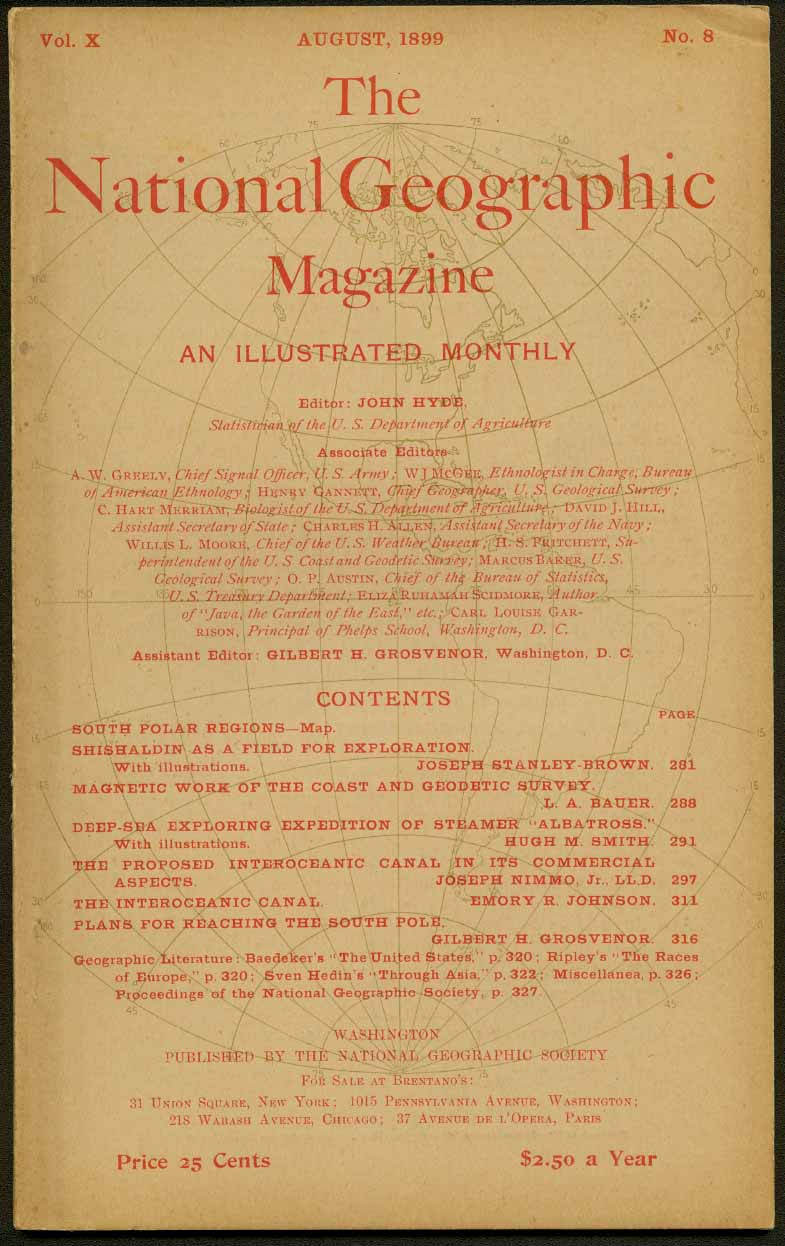 Vol. X AUGUST, 1899 No. 8
The
National Geographic
Magazine
AN ILLUSTRATED MONTHLY
Editor: JOHN HYDE,
Statistician of the U. S. Department of Agriculture
Associate Editors
A. W. GREELY, Chief Signal Officer, U. S. Army; W J McGEE, Ethnologist in Charge, Bureau
of American Ethnology; HENRY GANNETT, Chief Geographer, U. S. Geological Survey;
C. HART MERRIAM, Biologist of the U. S. Department of Agriculture; DAVID J. HILL,
Assistant Secretary of State; CHARLES H. ALLEN, Assistant Secretary of the Navy;
WILLIS L. MOORE, Chief of the U. S. Weather Bureau; H. S. PRITCHETT, Su-
perintendent of the U. S. Coast and Geodetic Survey; MARCUS BAKER, U. S.
Geological Survey; O. P. AUSTIN, Chief of the Bureau of Statistics,
U. S. Treasury Department; ELIZA RUHAMAH SCIDMORE, Author
of "Java, the Garden of the East," etc.; CARL LOUISE GAR-
RISON, Principal of Phelps School, Washington, D. C.
Assistant Editor: GILBERT H. GROSVENOR, Washington, D. C.
CONTENTS
PAGE
SOUTH POLAR REGIONS—Map.
SHISHALDIN AS A FIELD FOR EXPLORATION.
With illustrations. JOSEPH STANLEY-BROWN. 281
MAGNETIC WORK OF THE COAST AND GEODETIC SURVEY.
L. A. BAUER. 288
DEEP-SEA EXPLORING EXPEDITION OF STEAMER "ALBATROSS."
With illustrations. HUGH M. SMITH. 291
THE PROPOSED INTEROCEANIC CANAL IN ITS COMMERCIAL
ASPECTS. JOSEPH NIMMO, Jr., LL.D. 297
THE INTEROCEANIC CANAL. EMORY R. JOHNSON. 311
PLANS FOR REACHING THE SOUTH POLE.
GILBERT H. GROSVENOR. 316
Geographic Literature: Baedeker's "The United States," p. 320; Ripley's "The Races
of Europe," p. 320; Sven Hedin's "Through Asia," p. 322; Miscellanea, p. 326;
Proceedings of the National Geographic Society, p. 327.
WASHINGTON
PUBLISHED BY THE NATIONAL GEOGRAPHIC SOCIETY
FOR SALE AT BRENTANO'S:
31 UNION SQUARE, NEW YORK; 1015 PENNSYLVANIA AVENUE, WASHINGTON;
218 WABASH AVENUE, CHICAGO; 37 AVENUE DE L'OPERA, PARIS
Price 25 Cents $2.50 a Year